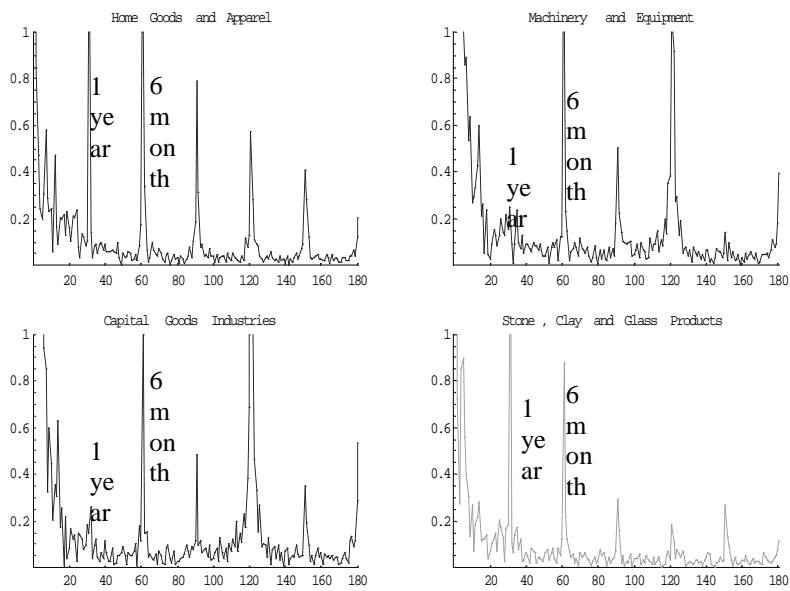 Home Goods and Apparel
1
0.8
0.6
0.4
0.2
20 40 60 80 100 120 140 160 180
1
ye
ar
6
m
on
th
Machinery and Equipment
1
0.8
0.6
0.4
0.2
20 40 60 80 100 120 140 160 180
1
ye
ar
6
m
on
th
Capital Goods Industries
1
0.8
0.6
0.4
0.2
20 40 60 80 100 120 140 160 180
1
ye
ar
6
m
on
th
Stone , Clay and Glass Products
1
0.8
0.6
0.4
0.2
20 40 60 80 100 120 140 160 180
1
ye
ar
6
m
on
th